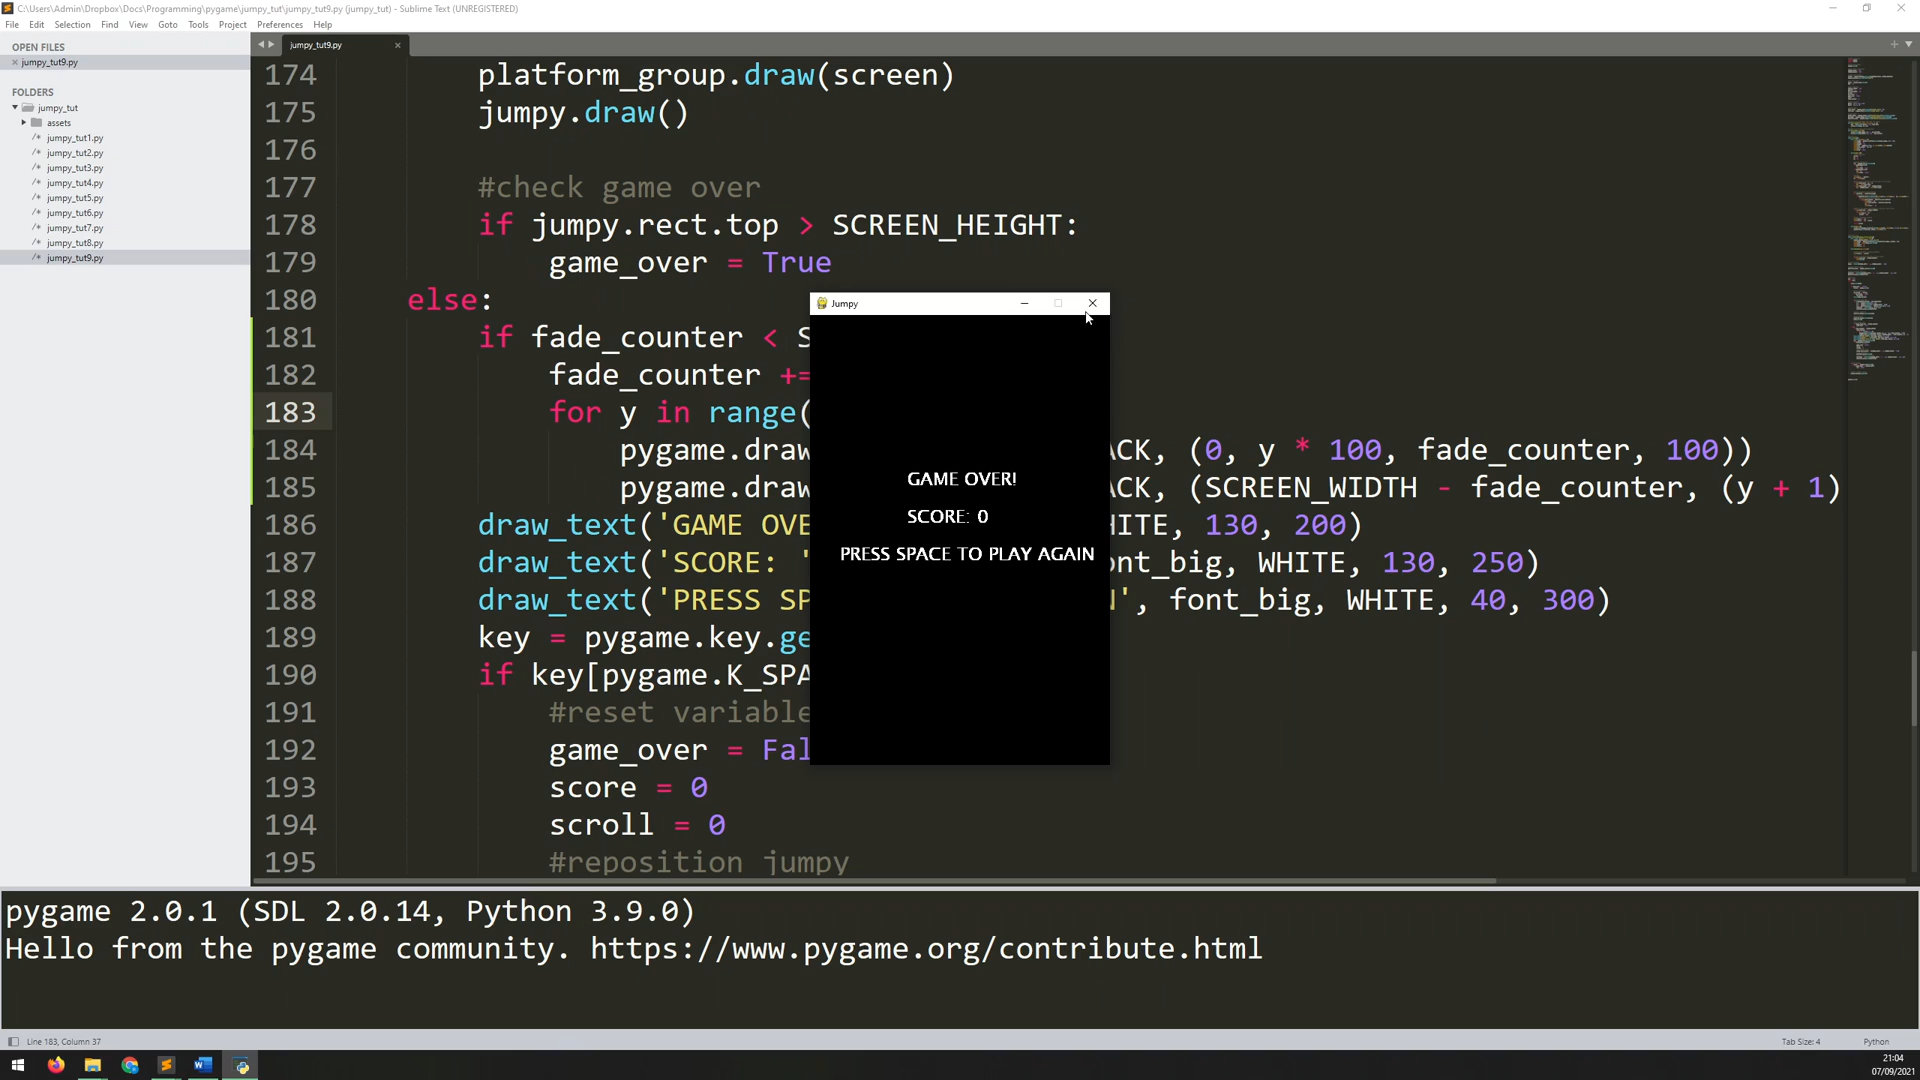 C:\Users\Admin\Dropbox\Docs\Programming\pygame\jumpy_tut\jumpy_tut9.py (jumpy_tut) - Sublime Text (UNREGISTERED)
File Edit Selection Find View Goto Tools Project Preferences Help
OPEN FILES
jumpy_tut9.py
FOLDERS
jumpy_tut
assets
/* jumpy_tut1.py
/* jumpy_tut2.py
/* jumpy_tut3.py
/* jumpy_tut4.py
/* jumpy_tut5.py
/* jumpy_tut6.py
/* jumpy_tut7.py
/* jumpy_tut8.py
/* jumpy_tut9.py
jumpy_tut9.py
174 platform_group.draw(screen)
175 jumpy.draw()
176
177 #check game over
178 if jumpy.rect.top > SCREEN_HEIGHT:
179 game_over = True
180 else:
181 if fade_counter < S
182 fade_counter +=
183 for y in range(
184 pygame.draw ACK, (0, y * 100, fade_counter, 100))
185 pygame.draw ACK, (SCREEN_WIDTH - fade_counter, (y + 1)
186 draw_text('GAME OVE HITE, 130, 200)
187 draw_text('SCORE: ' ont_big, WHITE, 130, 250)
188 draw_text('PRESS SP N', font_big, WHITE, 40, 300)
189 key = pygame.key.ge
190 if key[pygame.K_SPA
191 #reset variable
192 game_over = Fal
193 score = 0
194 scroll = 0
195 #reposition jumpy
Jumpy
GAME OVER!
SCORE: 0
PRESS SPACE TO PLAY AGAIN
pygame 2.0.1 (SDL 2.0.14, Python 3.9.0)
Hello from the pygame community. https://www.pygame.org/contribute.html
Line 183, Column 37
Tab Size: 4
Python
21:04
07/09/2021